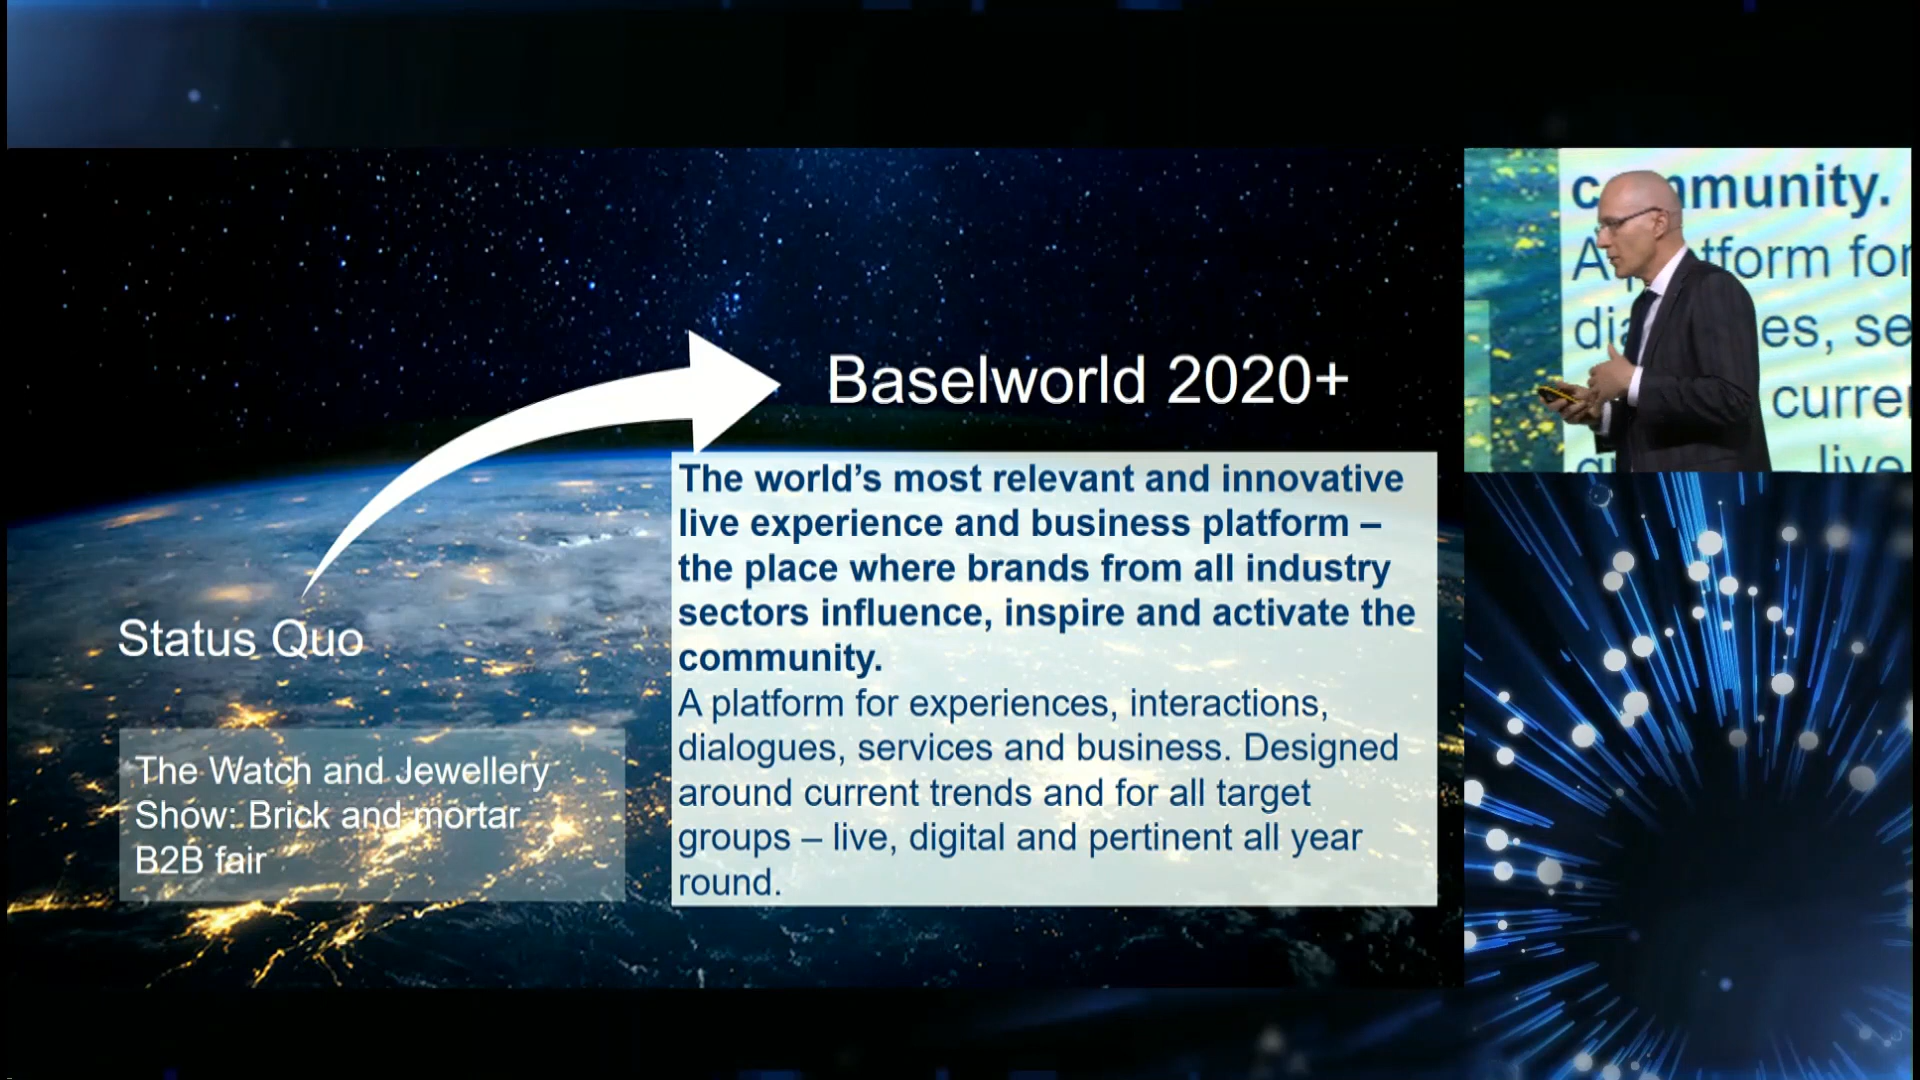 Baselworld 2020+
The world’s most relevant and innovative
live experience and business platform –
the place where brands from all industry
sectors influence, inspire and activate the
community.
A platform for experiences, interactions,
dialogues, services and business. Designed
around current trends and for all target
groups – live, digital and pertinent all year
round.
Status Quo
The Watch and Jewellery
Show: Brick and mortar
B2B fair
for
es, se
curre
live